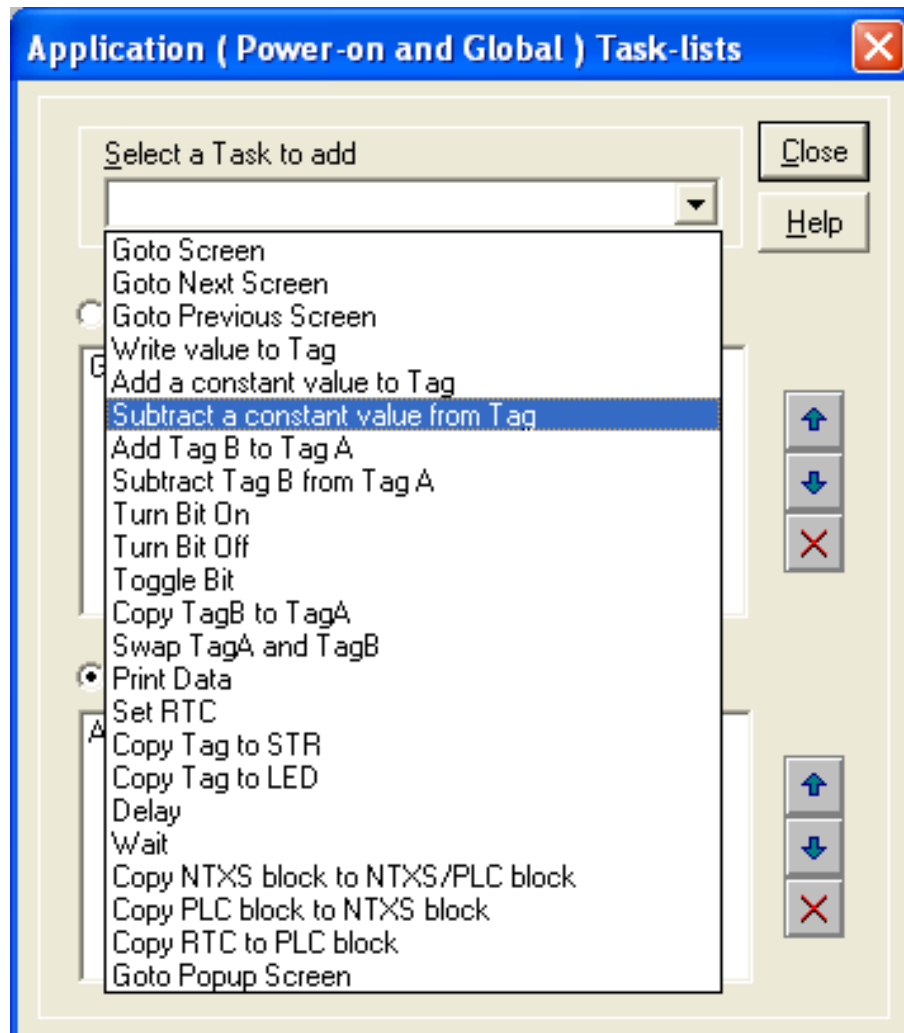 Application ( Power-on and Global ) Task-lists
Select a Task to add
Close
Help
Goto Screen
Goto Next Screen
Goto Previous Screen
Write value to Tag
Add a constant value to Tag
Subtract a constant value from Tag
Add Tag B to Tag A
Subtract Tag B from Tag A
Turn Bit On
Turn Bit Off
Toggle Bit
Copy TagB to TagA
Swap TagA and TagB
Print Data
Set RTC
Copy Tag to STR
Copy Tag to LED
Delay
Wait
Copy NTXS block to NTXS/PLC block
Copy PLC block to NTXS block
Copy RTC to PLC block
Goto Popup Screen